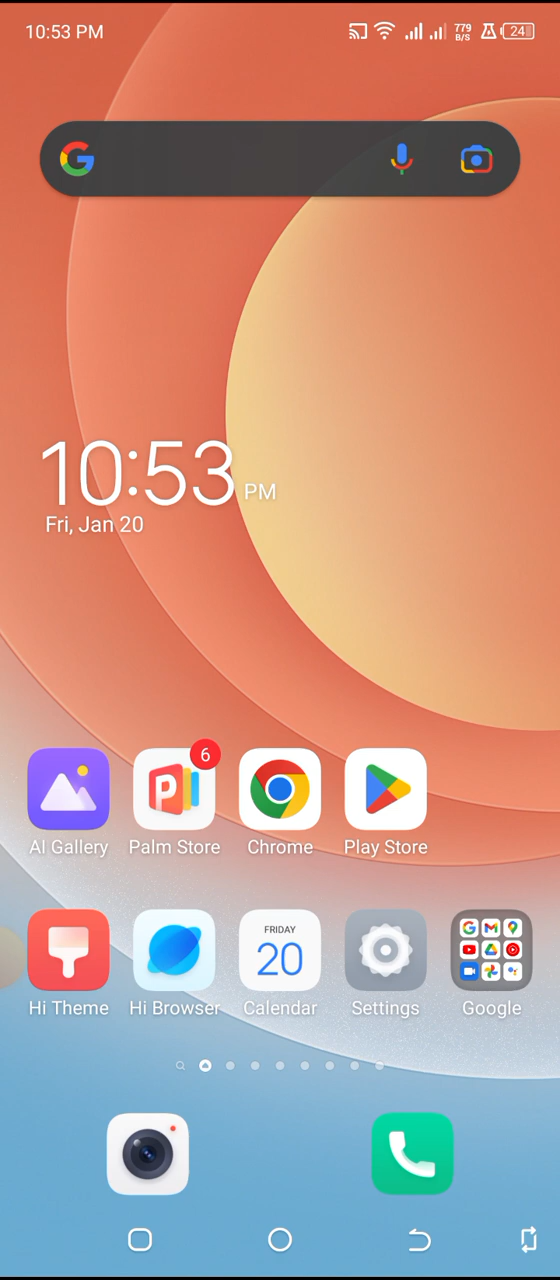 10:53 PM
779
B/S
24
10:53 PM
Fri, Jan 20
6
AI Gallery
Palm Store
Chrome
Play Store
FRIDAY
20
Hi Theme
Hi Browser
Calendar
Settings
Google